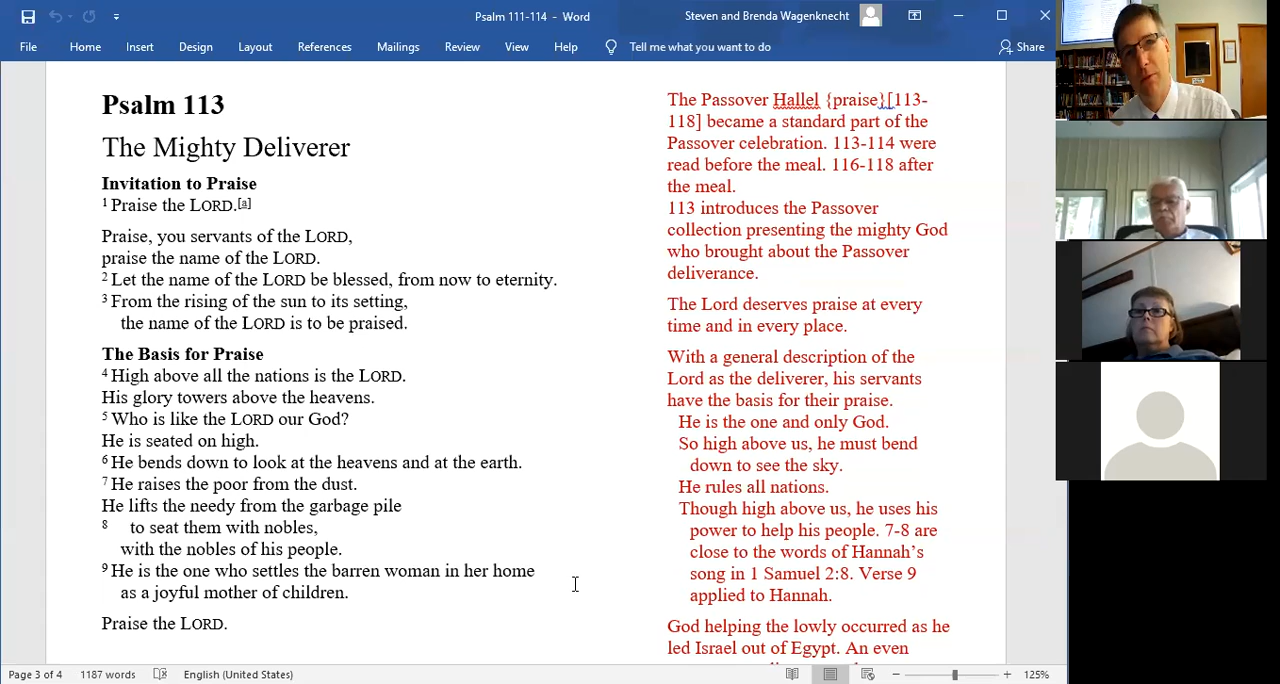 Psalm 111-114 - Word
Steven and Brenda Wagenknecht
File Home Insert Design Layout References Mailings Review View Help Tell me what you want to do Share
Psalm 113
The Mighty Deliverer
Invitation to Praise
1 Praise the LORD.[a]
Praise, you servants of the LORD,
praise the name of the LORD.
2 Let the name of the LORD be blessed, from now to eternity.
3 From the rising of the sun to its setting,
the name of the LORD is to be praised.
The Basis for Praise
4 High above all the nations is the LORD.
His glory towers above the heavens.
5 Who is like the LORD our God?
He is seated on high.
6 He bends down to look at the heavens and at the earth.
7 He raises the poor from the dust.
He lifts the needy from the garbage pile
8 to seat them with nobles,
with the nobles of his people.
9 He is the one who settles the barren woman in her home
as a joyful mother of children.
Praise the LORD.
The Passover Hallel {praise}[113-
118] became a standard part of the
Passover celebration. 113-114 were
read before the meal. 116-118 after
the meal.
113 introduces the Passover
collection presenting the mighty God
who brought about the Passover
deliverance.
The Lord deserves praise at every
time and in every place.
With a general description of the
Lord as the deliverer, his servants
have the basis for their praise.
He is the one and only God.
So high above us, he must bend
down to see the sky.
He rules all nations.
Though high above us, he uses his
power to help his people. 7-8 are
close to the words of Hannah's
song in 1 Samuel 2:8. Verse 9
applied to Hannah.
God helping the lowly occurred as he
led Israel out of Egypt. An even
Page 3 of 4 1187 words English (United States) 125%